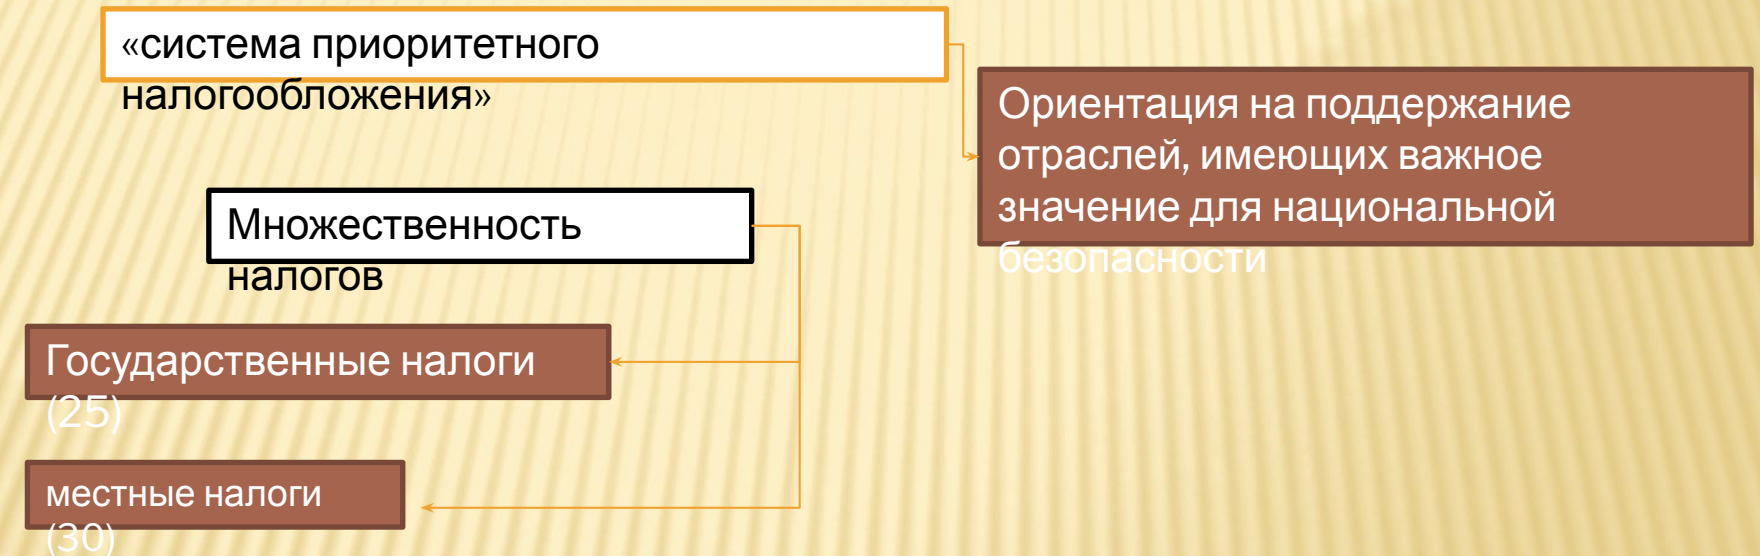 «система приоритетного
налогообложения»
Ориентация на поддержание
отраслей, имеющих важное
значение для национальной
безопасности
Множественность
налогов
Государственные налоги
(25)
местные налоги
(30)